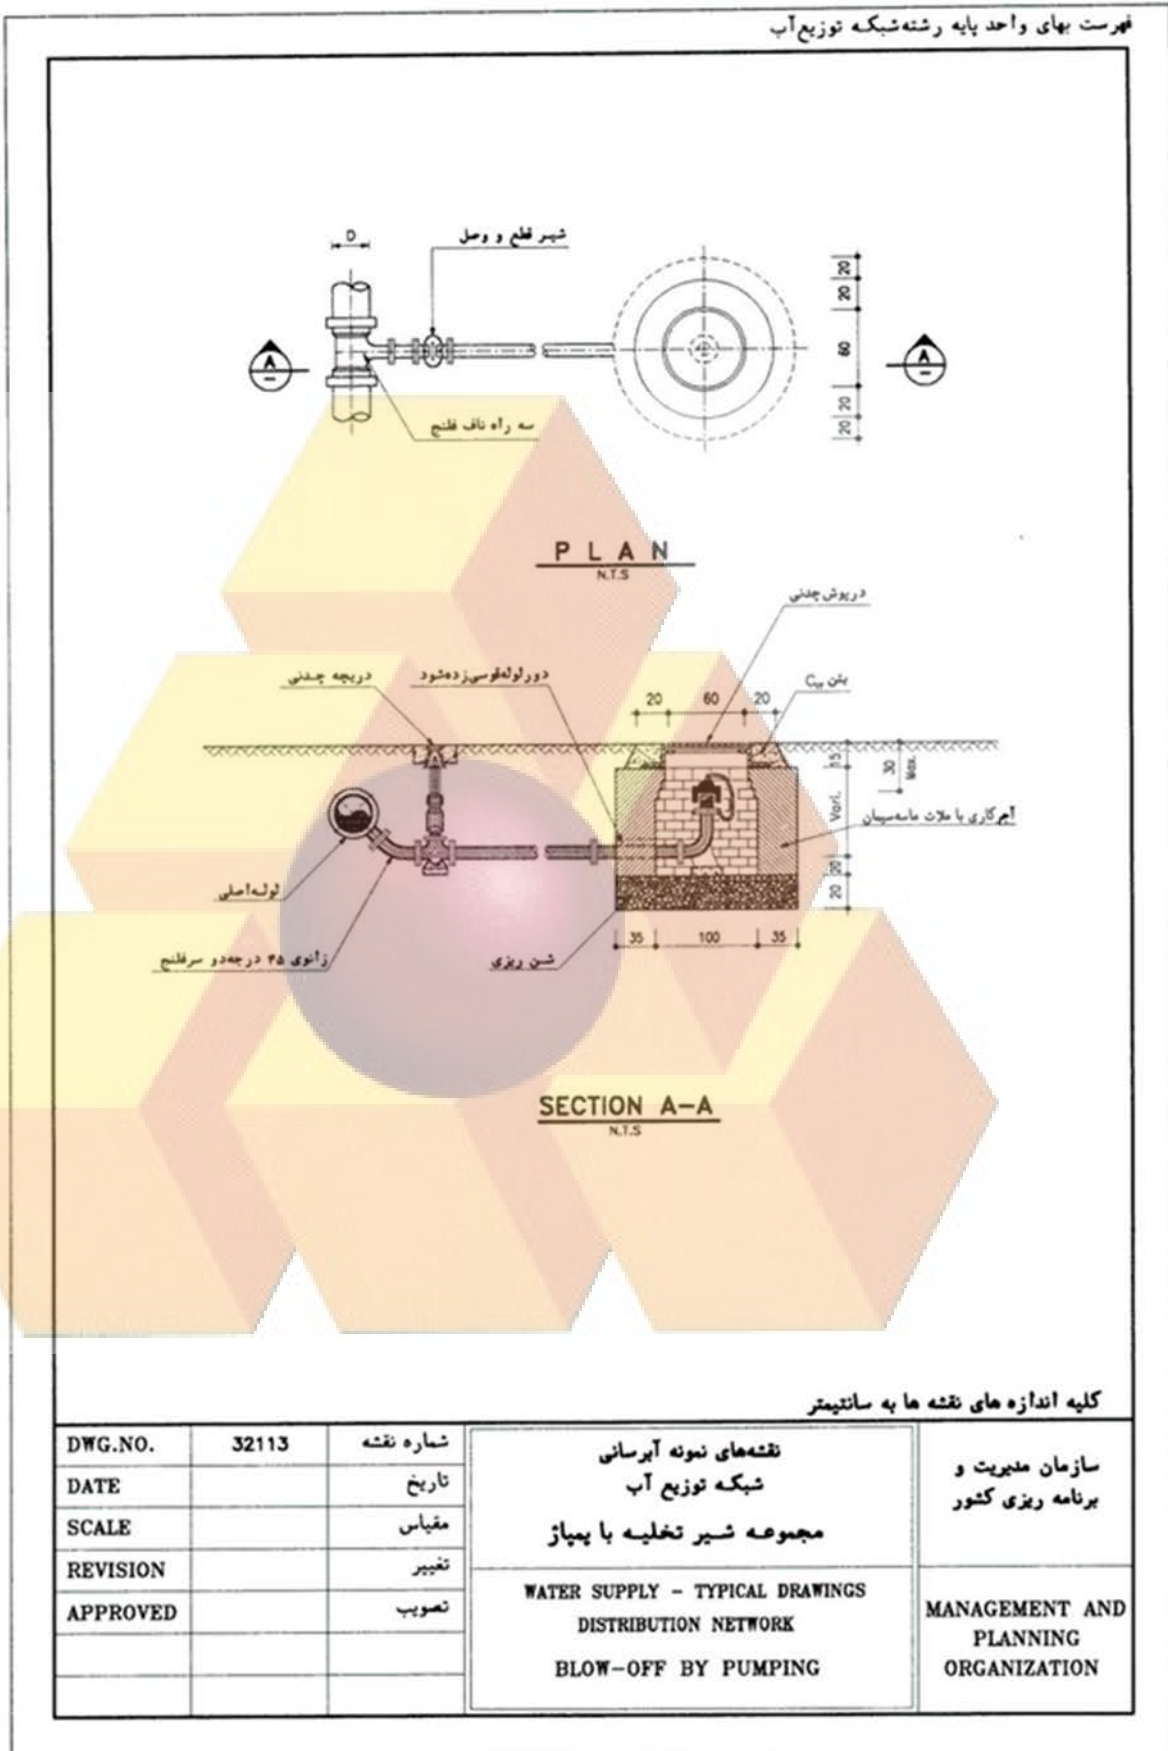 فهرست بهای واحد پایه رشته شبکه توزیع آب
D
شیر قطع و وصل
20
20
60
20
20
A
A
سه راه ناف فلنج
PLAN
N.T.S
درپوش چدنی
دریچه چدنی
دور لوله قوسی زده شود
بتن
20 60 20
15
30
Max.
Vari.
20
20
آجرکاری با ملات ماسه سیمان
لوله اصلی
35 100 35
زانوی ۴۵ درجه دو سرفلنج
شن ریزی
SECTION A-A
N.T.S
کلیه اندازه های نقشه ها به سانتیمتر
DWG.NO. 32113 شماره نقشه
DATE تاریخ
SCALE مقیاس
REVISION تغییر
APPROVED تصویب
نقشه‌های نمونه آبرسانی
شبکه توزیع آب
مجموعه شیر تخلیه با پمپاژ
WATER SUPPLY - TYPICAL DRAWINGS
DISTRIBUTION NETWORK
BLOW-OFF BY PUMPING
سازمان مدیریت و
برنامه ریزی کشور
MANAGEMENT AND
PLANNING
ORGANIZATION